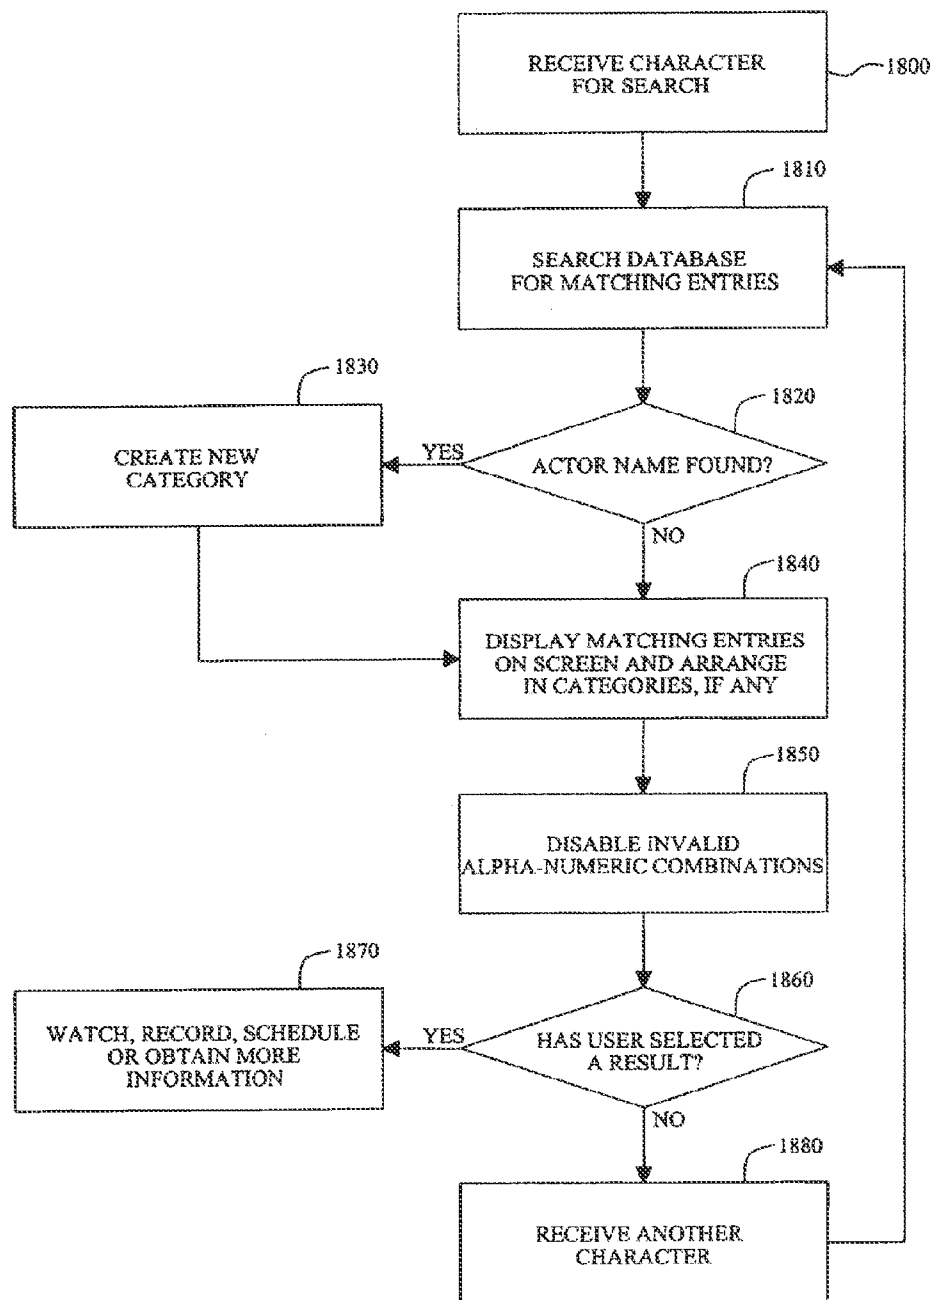 RECEIVE CHARACTER
FOR SEARCH
1800
1810
SEARCH DATABASE
FOR MATCHING ENTRIES
1830
CREATE NEW
CATEGORY
1820
YES
ACTOR NAME FOUND?
NO
1840
DISPLAY MATCHING ENTRIES
ON SCREEN AND ARRANGE
IN CATEGORIES, IF ANY
1850
DISABLE INVALID
ALPHA-NUMERIC COMBINATIONS
1870
WATCH, RECORD, SCHEDULE
OR OBTAIN MORE
INFORMATION
1860
YES
HAS USER SELECTED
A RESULT?
NO
1880
RECEIVE ANOTHER
CHARACTER